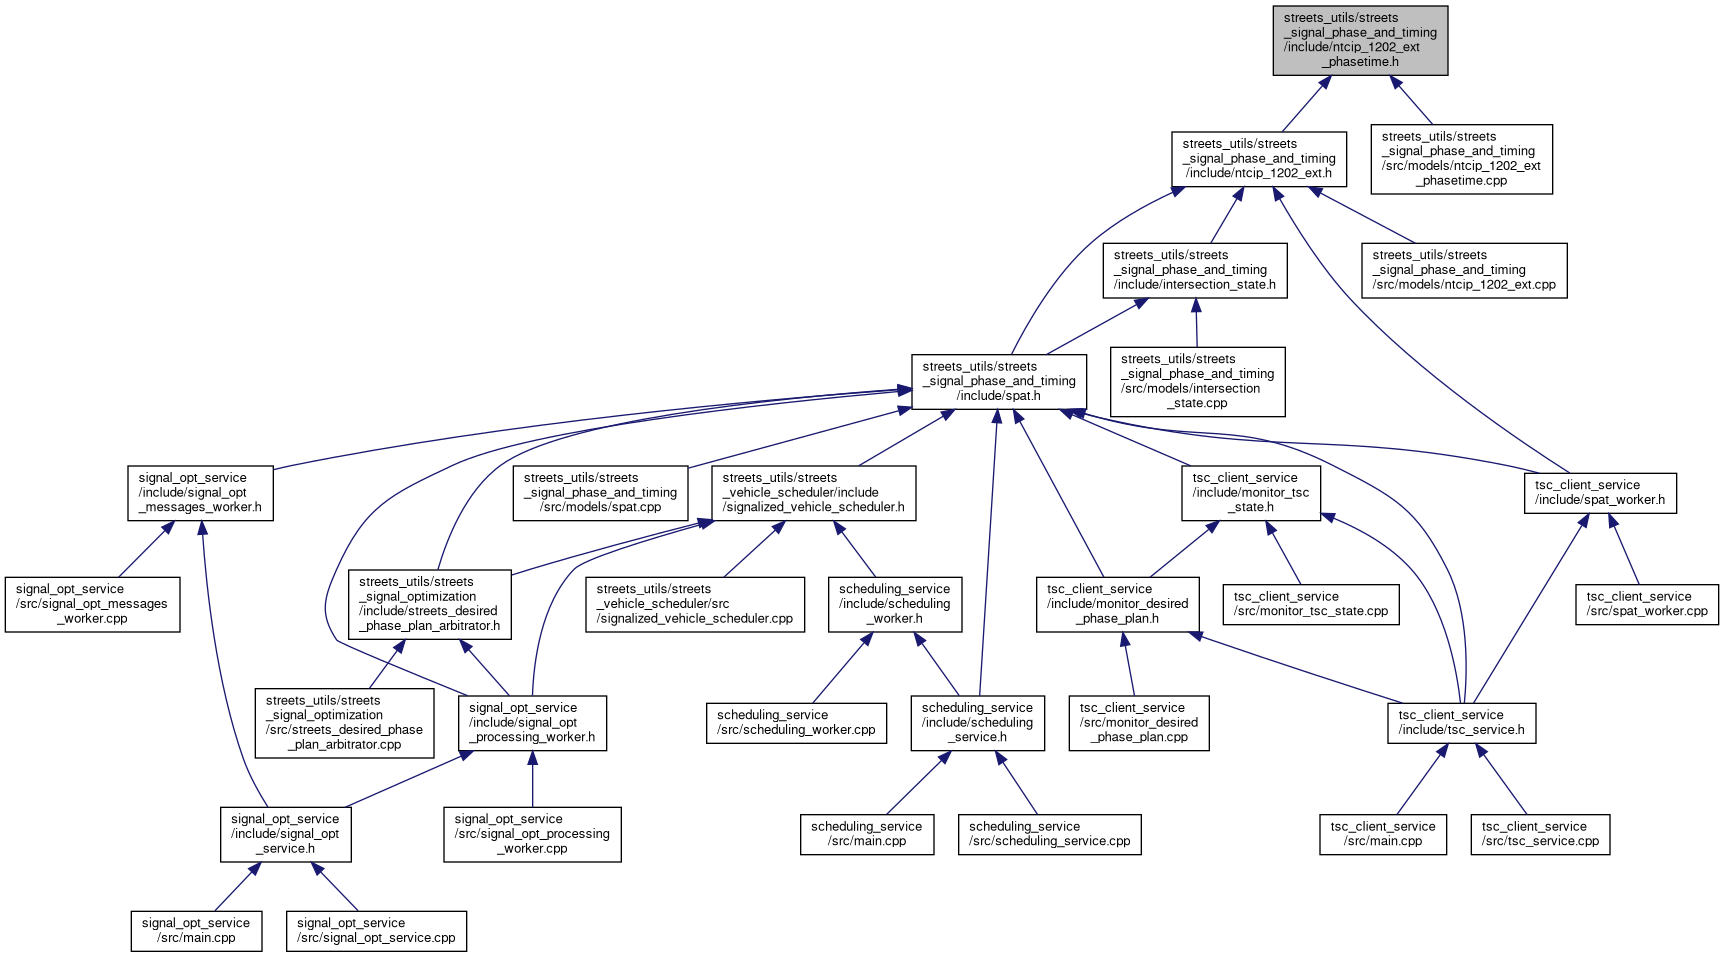 streets_utils/streets
_signal_phase_and_timing
/include/ntcip_1202_ext
_phasetime.h
streets_utils/streets
_signal_phase_and_timing
/include/ntcip_1202_ext.h
streets_utils/streets
_signal_phase_and_timing
/src/models/ntcip_1202_ext
_phasetime.cpp
streets_utils/streets
_signal_phase_and_timing
/include/intersection_state.h
streets_utils/streets
_signal_phase_and_timing
/src/models/ntcip_1202_ext.cpp
streets_utils/streets
_signal_phase_and_timing
/include/spat.h
streets_utils/streets
_signal_phase_and_timing
/src/models/intersection
_state.cpp
signal_opt_service
/include/signal_opt
_messages_worker.h
streets_utils/streets
_signal_phase_and_timing
/src/models/spat.cpp
streets_utils/streets
_vehicle_scheduler/include
/signalized_vehicle_scheduler.h
tsc_client_service
/include/monitor_tsc
_state.h
tsc_client_service
/include/spat_worker.h
signal_opt_service
/src/signal_opt_messages
_worker.cpp
streets_utils/streets
_signal_optimization
/include/streets_desired
_phase_plan_arbitrator.h
streets_utils/streets
_vehicle_scheduler/src
/signalized_vehicle_scheduler.cpp
scheduling_service
/include/scheduling
_worker.h
tsc_client_service
/include/monitor_desired
_phase_plan.h
tsc_client_service
/src/monitor_tsc_state.cpp
tsc_client_service
/src/spat_worker.cpp
streets_utils/streets
_signal_optimization
/src/streets_desired_phase
_plan_arbitrator.cpp
signal_opt_service
/include/signal_opt
_processing_worker.h
scheduling_service
/src/scheduling_worker.cpp
scheduling_service
/include/scheduling
_service.h
tsc_client_service
/src/monitor_desired
_phase_plan.cpp
tsc_client_service
/include/tsc_service.h
signal_opt_service
/include/signal_opt
_service.h
signal_opt_service
/src/signal_opt_processing
_worker.cpp
scheduling_service
/src/main.cpp
scheduling_service
/src/scheduling_service.cpp
tsc_client_service
/src/main.cpp
tsc_client_service
/src/tsc_service.cpp
signal_opt_service
/src/main.cpp
signal_opt_service
/src/signal_opt_service.cpp